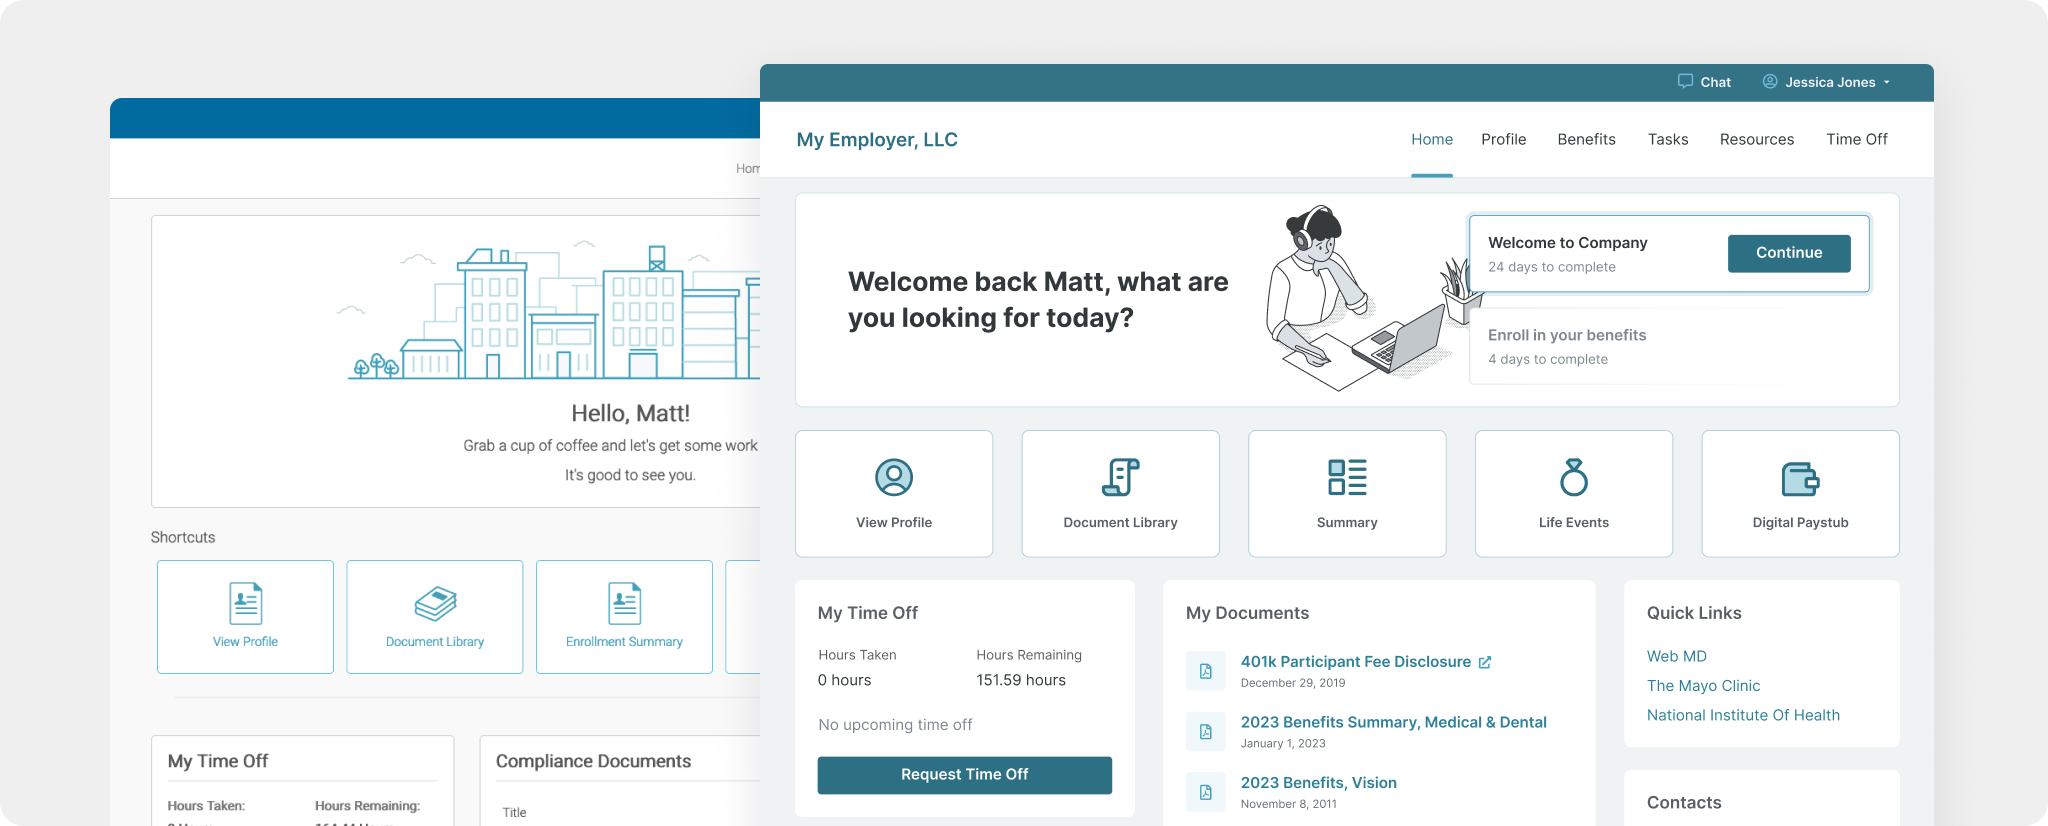 Hom
Hello, Matt!
Grab a cup of coffee and let's get some work
It's good to see you.
Shortcuts
View Profile
Document Library
Enrollment Summary
My Time Off
Hours Taken:
Hours Remaining:
Compliance Documents
Title
Chat
Jessica Jones
My Employer, LLC
Home Profile Benefits Tasks Resources Time Off
Welcome back Matt, what are
you looking for today?
Welcome to Company
24 days to complete
Continue
Enroll in your benefits
4 days to complete
View Profile
Document Library
Summary
Life Events
Digital Paystub
My Time Off
Hours Taken
0 hours
Hours Remaining
151.59 hours
No upcoming time off
Request Time Off
My Documents
401k Participant Fee Disclosure
December 29, 2019
2023 Benefits Summary, Medical & Dental
January 1, 2023
2023 Benefits, Vision
November 8, 2011
Quick Links
Web MD
The Mayo Clinic
National Institute Of Health
Contacts